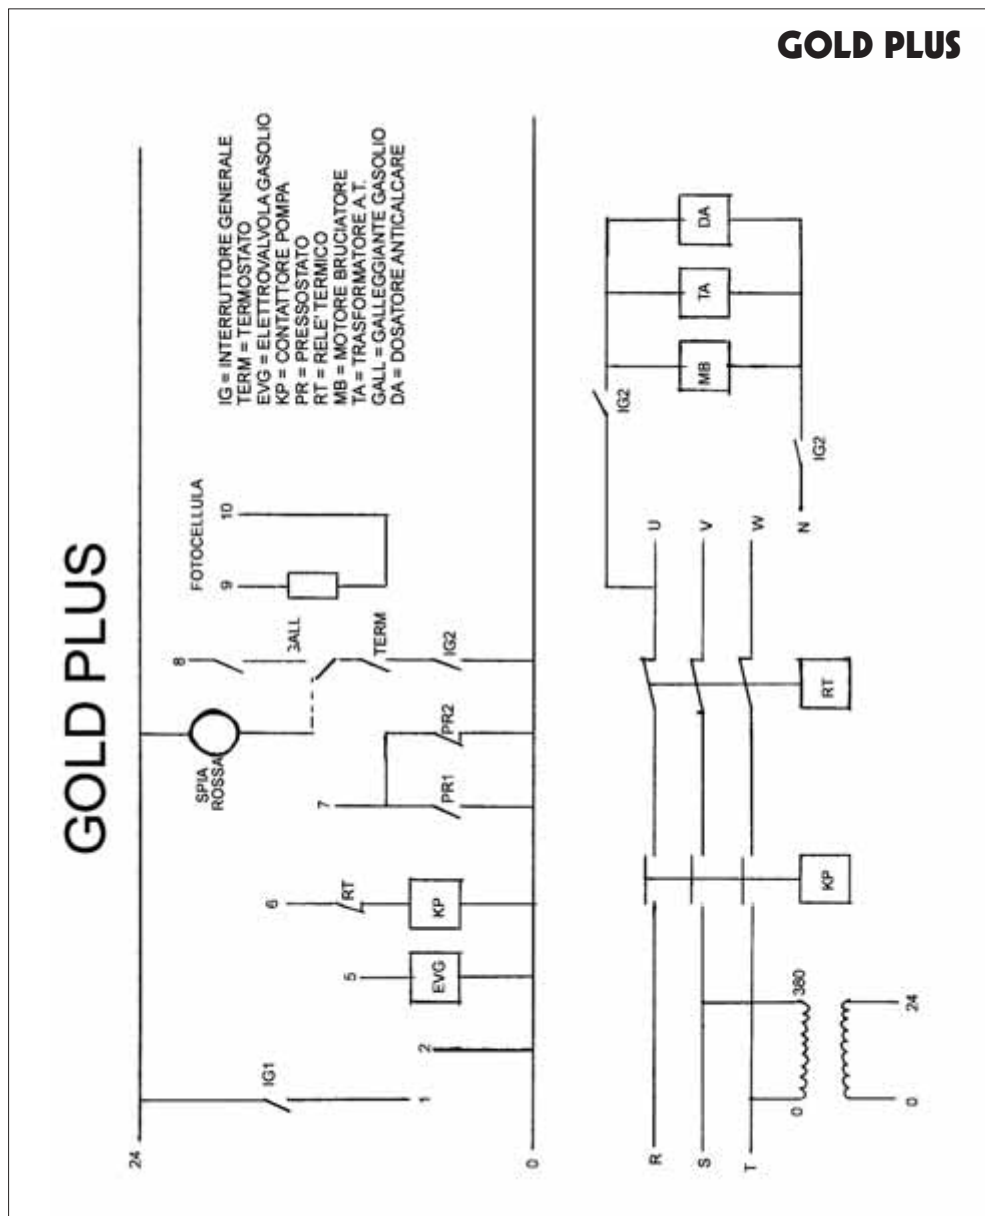 GOLD PLUS
GOLD PLUS
IG = INTERRUTTORE GENERALE
TERM = TERMOSTATO
EVG = ELETTROVALVOLA GASOLIO
KP = CONTATTORE POMPA
PR = PRESSOSTATO
RT = RELE' TERMICO
MB = MOTORE BRUCIATORE
TA = TRASFORMATORE A.T.
GALL = GALLEGGIANTE GASOLIO
DA = DOSATORE ANTICALCARE
24
IG1
1
2
5
EVG
6
RT
KP
7
PR1
PR2
SPIA
ROSSA
8
TERM
IG2
FOTOCELLULA
9
10
0
R
S
T
0
380
0
24
KP
RT
U
V
W
N
IG2
IG2
MB
TA
DA